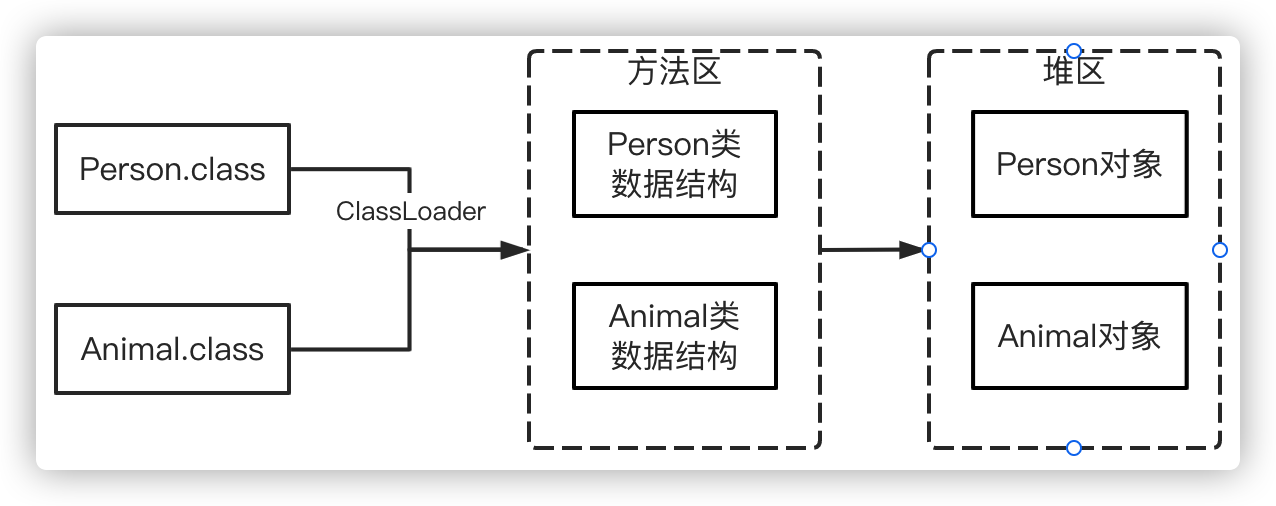 Person.class
Animal.class
ClassLoader
方法区
Person类
数据结构
Animal类
数据结构
堆区
Person对象
Animal对象